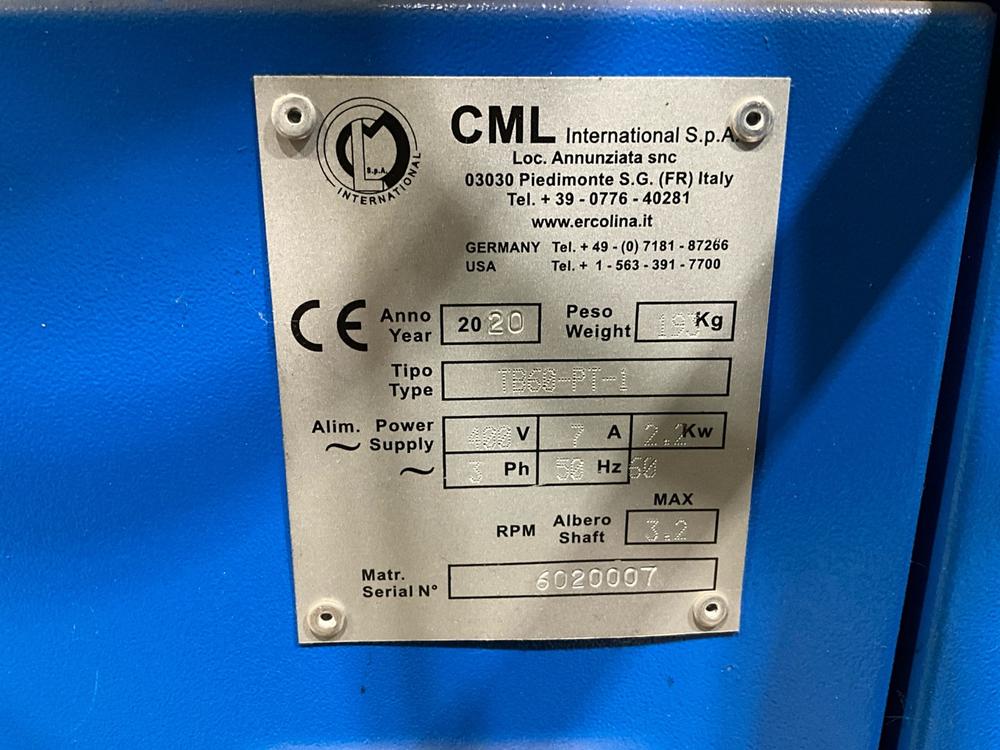 CML International S.p.A.
Loc. Annunziata snc
03030 Piedimonte S.G. (FR) Italy
Tel. + 39 - 0776 - 40281
www.ercolina.it
GERMANY Tel. + 49 - (0) 7181 - 87266
USA Tel. + 1 - 563 - 391 - 7700
S.p.A.
INTERNATIONAL
CE
Anno 2020 Peso 193 Kg
Year Weight
Tipo TB60-PT-1
Type
Alim. Power 400 V 7 A 2.2 Kw
~ Supply
~ 3 Ph 50 Hz 60
MAX
RPM Albero 3.2
Shaft
Matr. 6020007
Serial N°